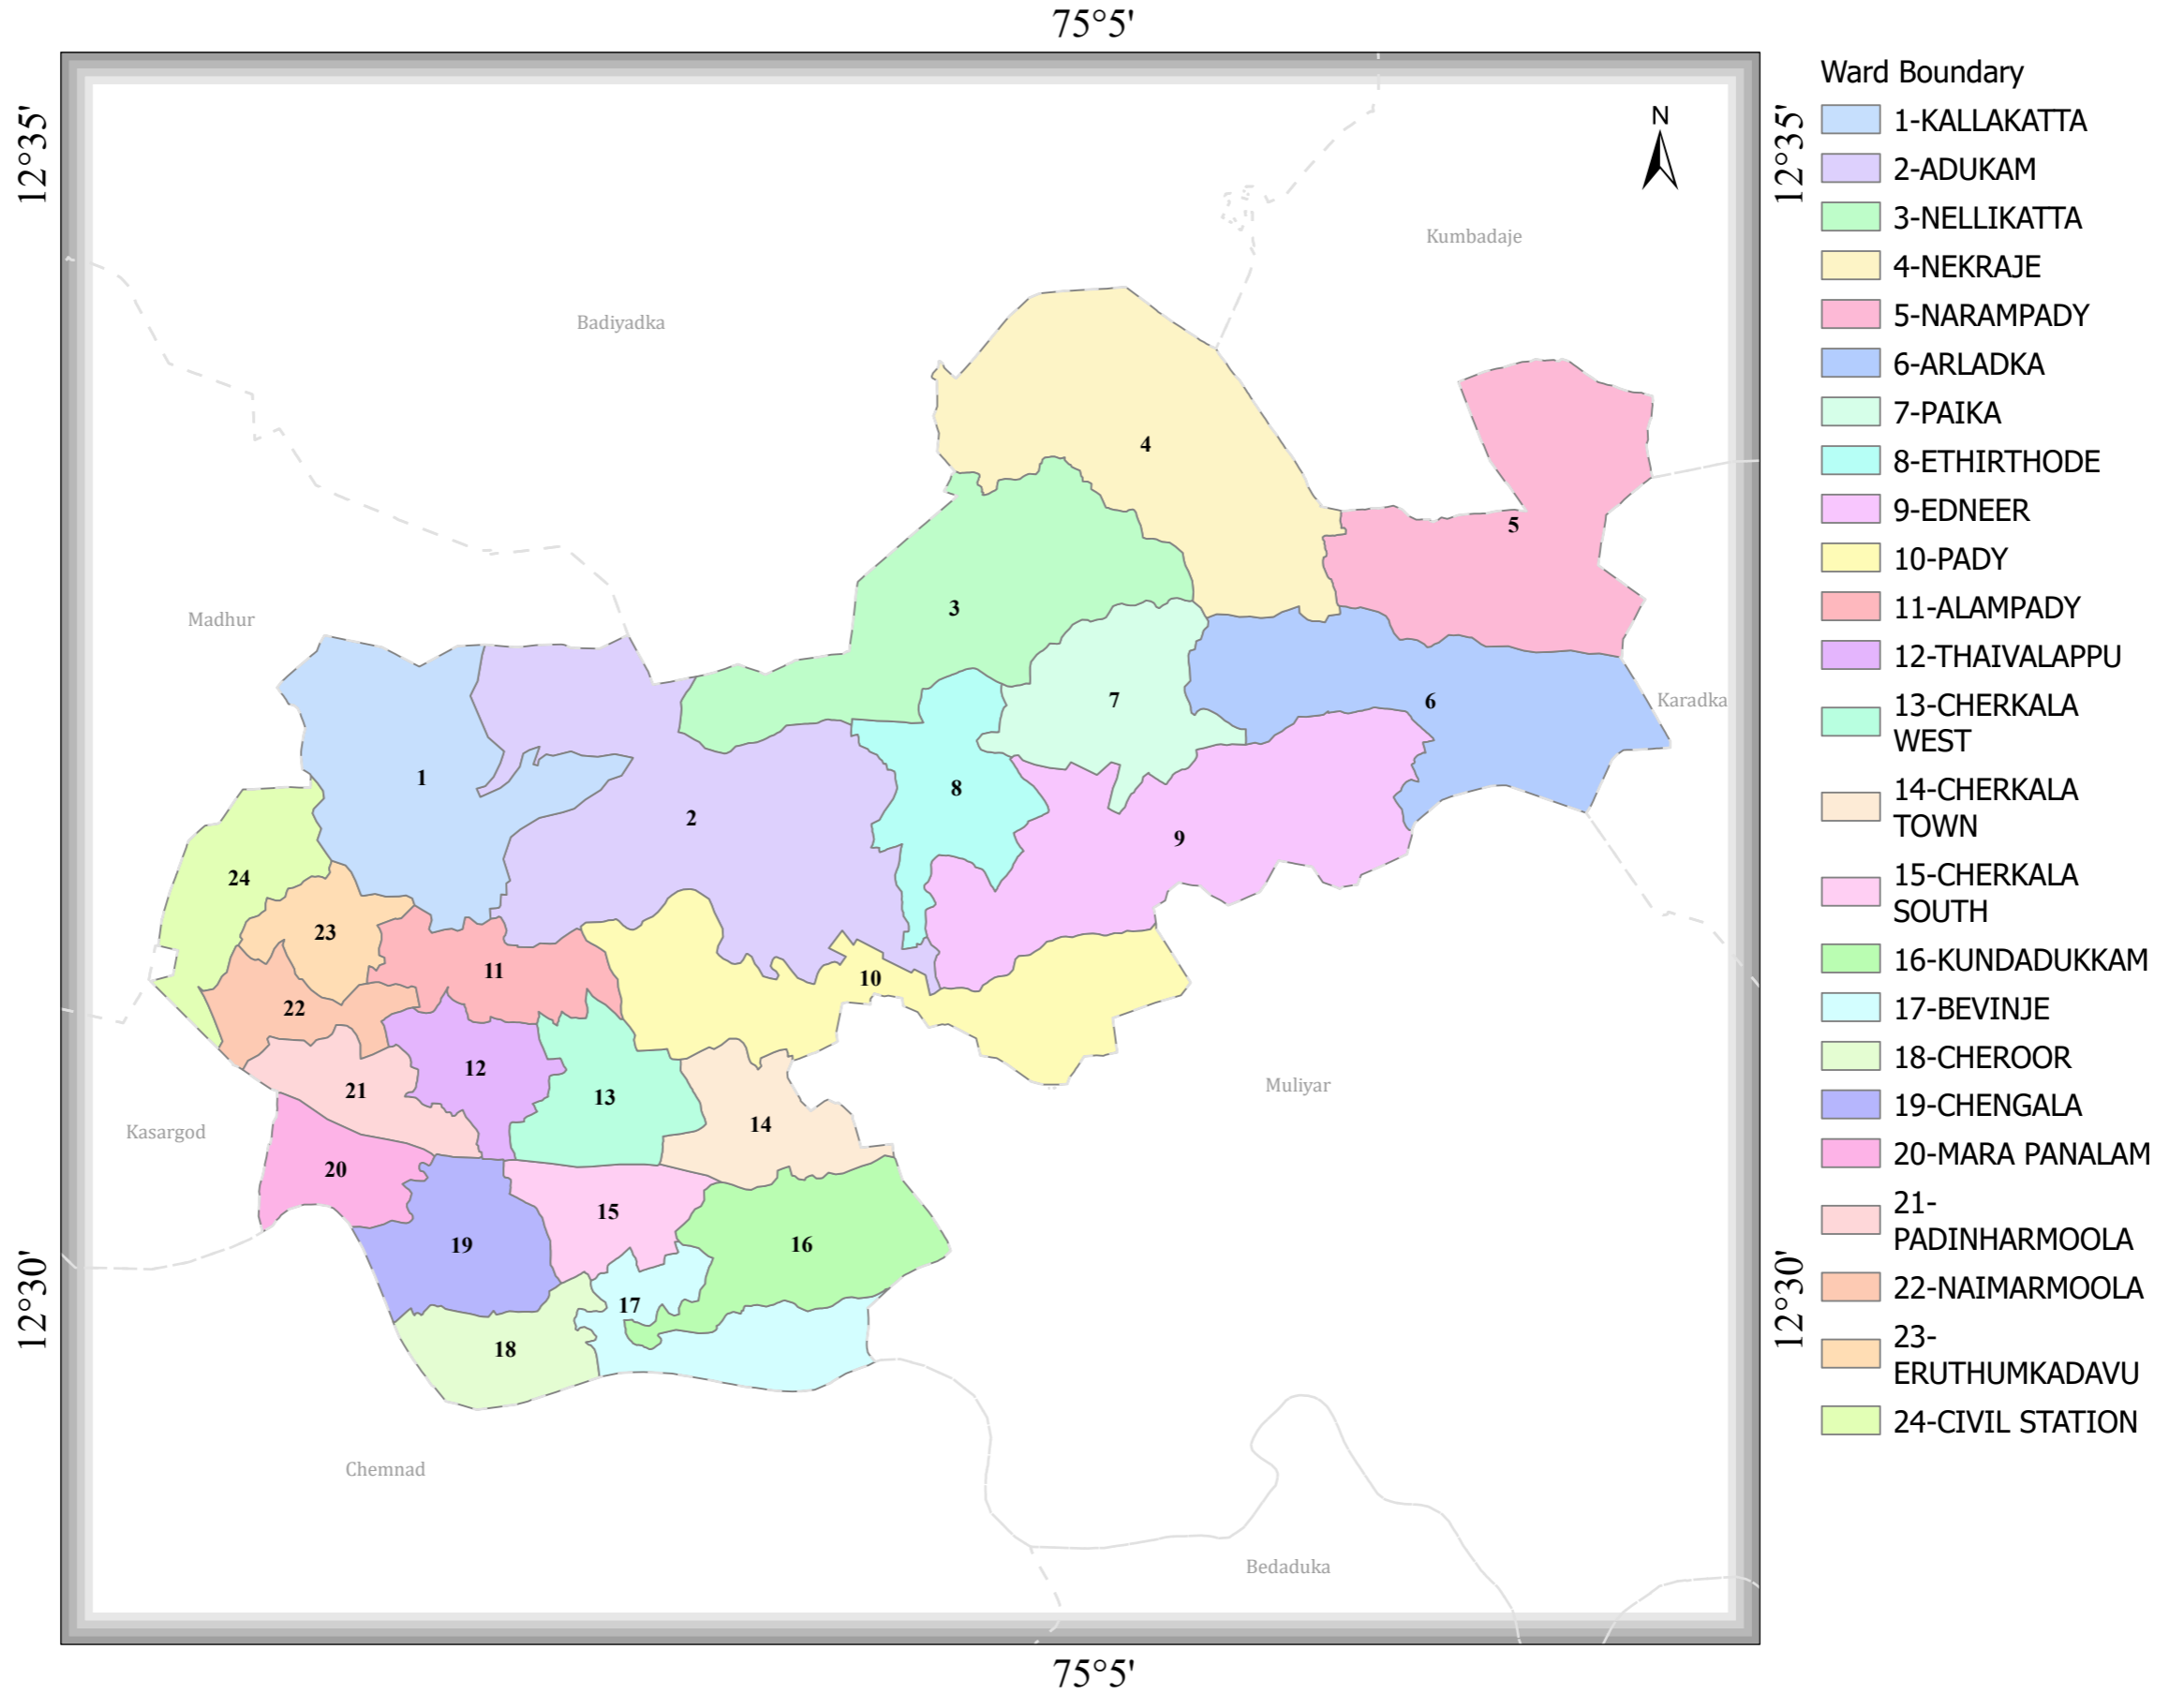 75°5'
12°35'
12°35'
N
Kumbadaje
Badiyadka
4
5
3
Madhur
7
6
Karadka
1
8
2
9
24
23
11
10
22
12
21
13
Muliyar
14
Kasargod
20
15
19
16
17
18
12°30'
12°30'
Chemnad
Bedaduka
75°5'
Ward Boundary
1-KALLAKATTA
2-ADUKAM
3-NELLIKATTA
4-NEKRAJE
5-NARAMPADY
6-ARLADKA
7-PAIKA
8-ETHIRTHODE
9-EDNEER
10-PADY
11-ALAMPADY
12-THAIVALAPPU
13-CHERKALA
WEST
14-CHERKALA
TOWN
15-CHERKALA
SOUTH
16-KUNDADUKKAM
17-BEVINJE
18-CHEROOR
19-CHENGALA
20-MARA PANALAM
21-
PADINHARMOOLA
22-NAIMARMOOLA
23-
ERUTHUMKADAVU
24-CIVIL STATION